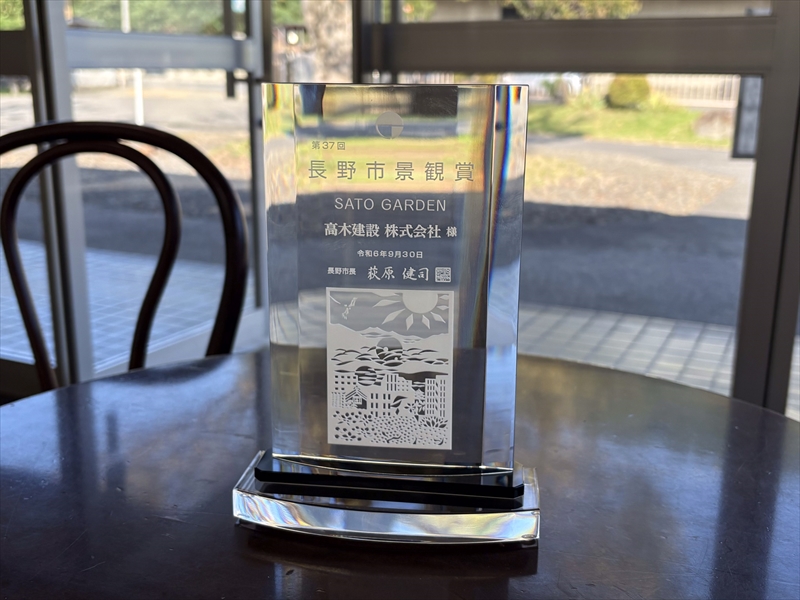 第37回
長野市景観賞
SATO GARDEN
高木建設 株式会社 様
令和6年9月30日
長野市長 荻原 健司